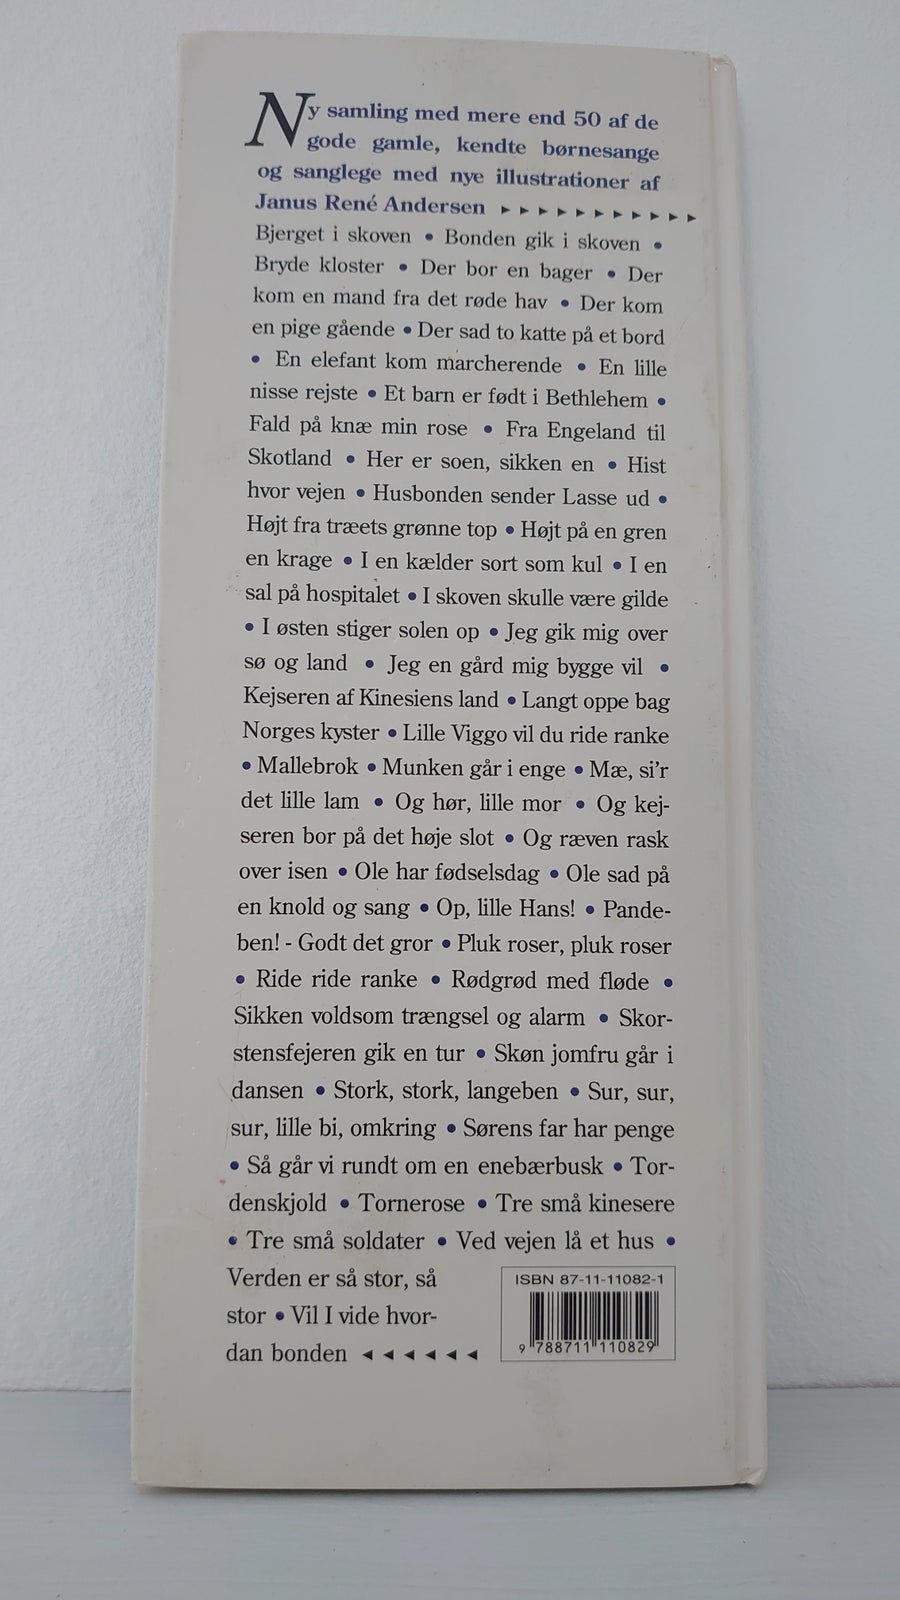 Ny samling med mere end 50 af de
gode gamle, kendte børnesange
og sanglege med nye illustrationer af
Janus René Andersen ▸ ▸ ▸ ▸ ▸ ▸ ▸ ▸ ▸ ▸ ▸
Bjerget i skoven • Bonden gik i skoven •
Bryde kloster • Der bor en bager • Der
kom en mand fra det røde hav • Der kom
en pige gående • Der sad to katte på et bord
• En elefant kom marcherende • En lille
nisse rejste • Et barn er født i Bethlehem •
Fald på knæ min rose • Fra Engeland til
Skotland • Her er soen, sikken en • Hist
hvor vejen • Husbonden sender Lasse ud •
Højt fra træets grønne top • Højt på en gren
en krage • I en kælder sort som kul • I en
sal på hospitalet • I skoven skulle være gilde
• I østen stiger solen op • Jeg gik mig over
sø og land • Jeg en gård mig bygge vil •
Kejseren af Kinesiens land • Langt oppe bag
Norges kyster • Lille Viggo vil du ride ranke
• Mallebrok • Munken går i enge • Mæ, si'r
det lille lam • Og hør, lille mor • Og kej-
seren bor på det høje slot • Og ræven rask
over isen • Ole har fødselsdag • Ole sad på
en knold og sang • Op, lille Hans! • Pande-
ben! - Godt det gror • Pluk roser, pluk roser
• Ride ride ranke • Rødgrød med fløde •
Sikken voldsom trængsel og alarm • Skor-
stensfejeren gik en tur • Skøn jomfru går i
dansen • Stork, stork, langeben • Sur, sur,
sur, lille bi, omkring • Sørens far har penge
• Så går vi rundt om en enebærbusk • Tor-
denskjold • Tornerose • Tre små kinesere
• Tre små soldater • Ved vejen lå et hus •
Verden er så stor, så
stor • Vil I vide hvor-
dan bonden ◂ ◂ ◂ ◂ ◂ ◂
ISBN 87-11-11082-1
9 788711 110829